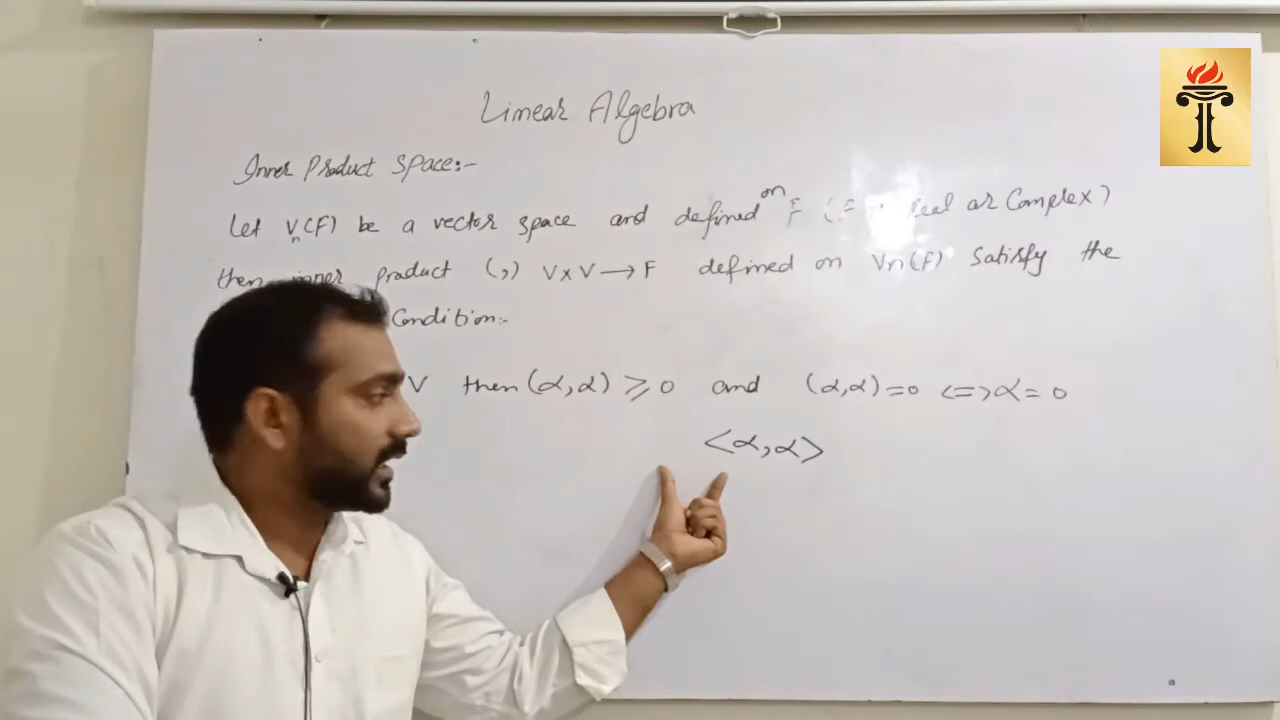 Linear Algebra
Inner Product Space:-
Let Vn(F) be a vector space and defined on F (F Real or Complex)
then inner product (,) V×V→F defined on Vn(F) satisfy the
Condition:-
V then (α,α) ⩾ 0 and (α,α)=0 <=> α = 0
<α,α>